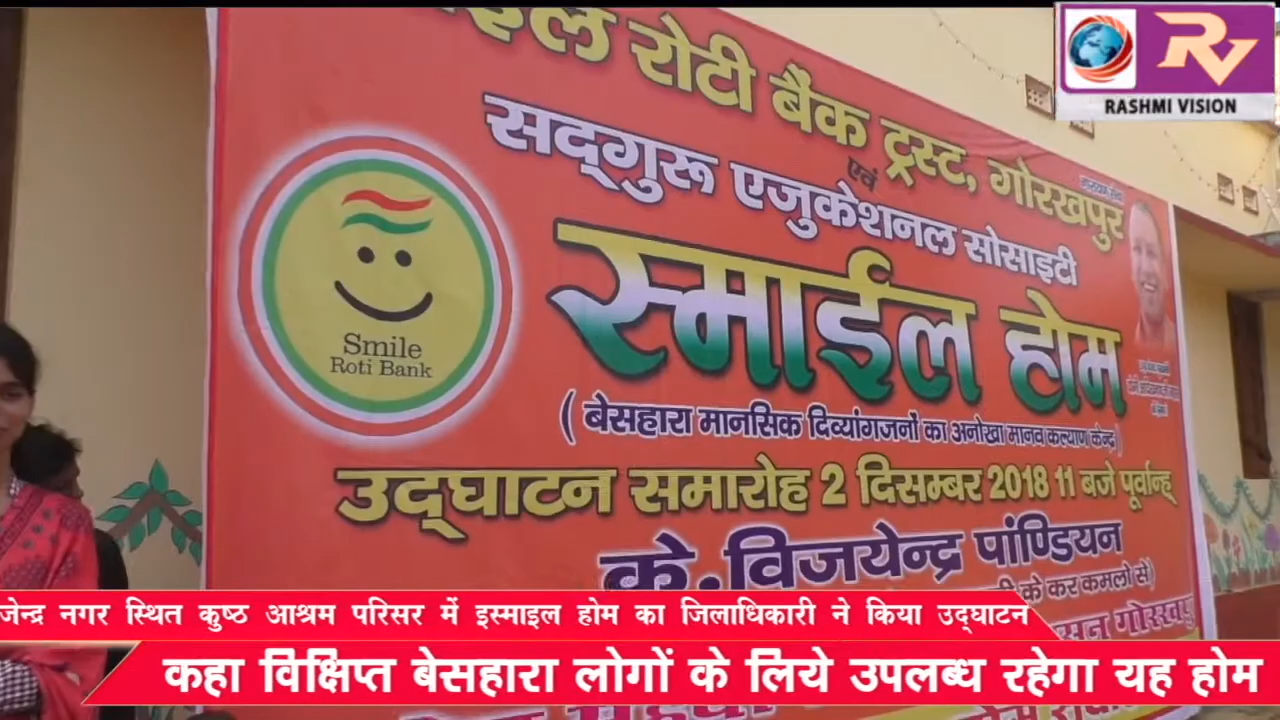 RV
RASHMI VISION
रोटी बैंक ट्रस्ट, गोरखपुर
एवं
सद्गुरू एजुकेशनल सोसाइटी
स्माईल होम
( बेसहारा मानसिक दिव्यांगजनों का अनोखा मानव कल्याण केन्द्र)
Smile
Roti Bank
उद्घाटन समारोह 2 दिसम्बर 2018 11 बजे पूर्वान्ह
के. विजयेन्द्र पांण्डियन
के कर कमलो से)
जेन्द्र नगर स्थित कुष्ठ आश्रम परिसर में इस्माइल होम का जिलाधिकारी ने किया उद्घाटन
कहा विक्षिप्त बेसहारा लोगों के लिये उपलब्ध रहेगा यह होम